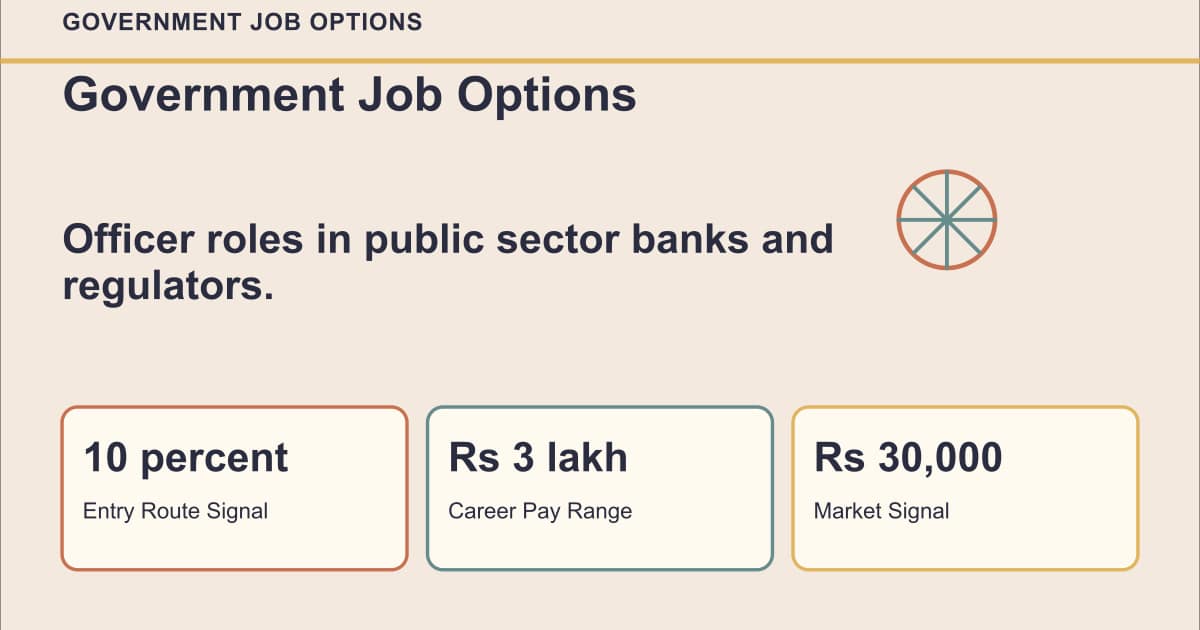 GOVERNMENT JOB OPTIONS
Government Job Options
Officer roles in public sector banks and
regulators.
10 percent
Entry Route Signal
Rs 3 lakh
Career Pay Range
Rs 30,000
Market Signal